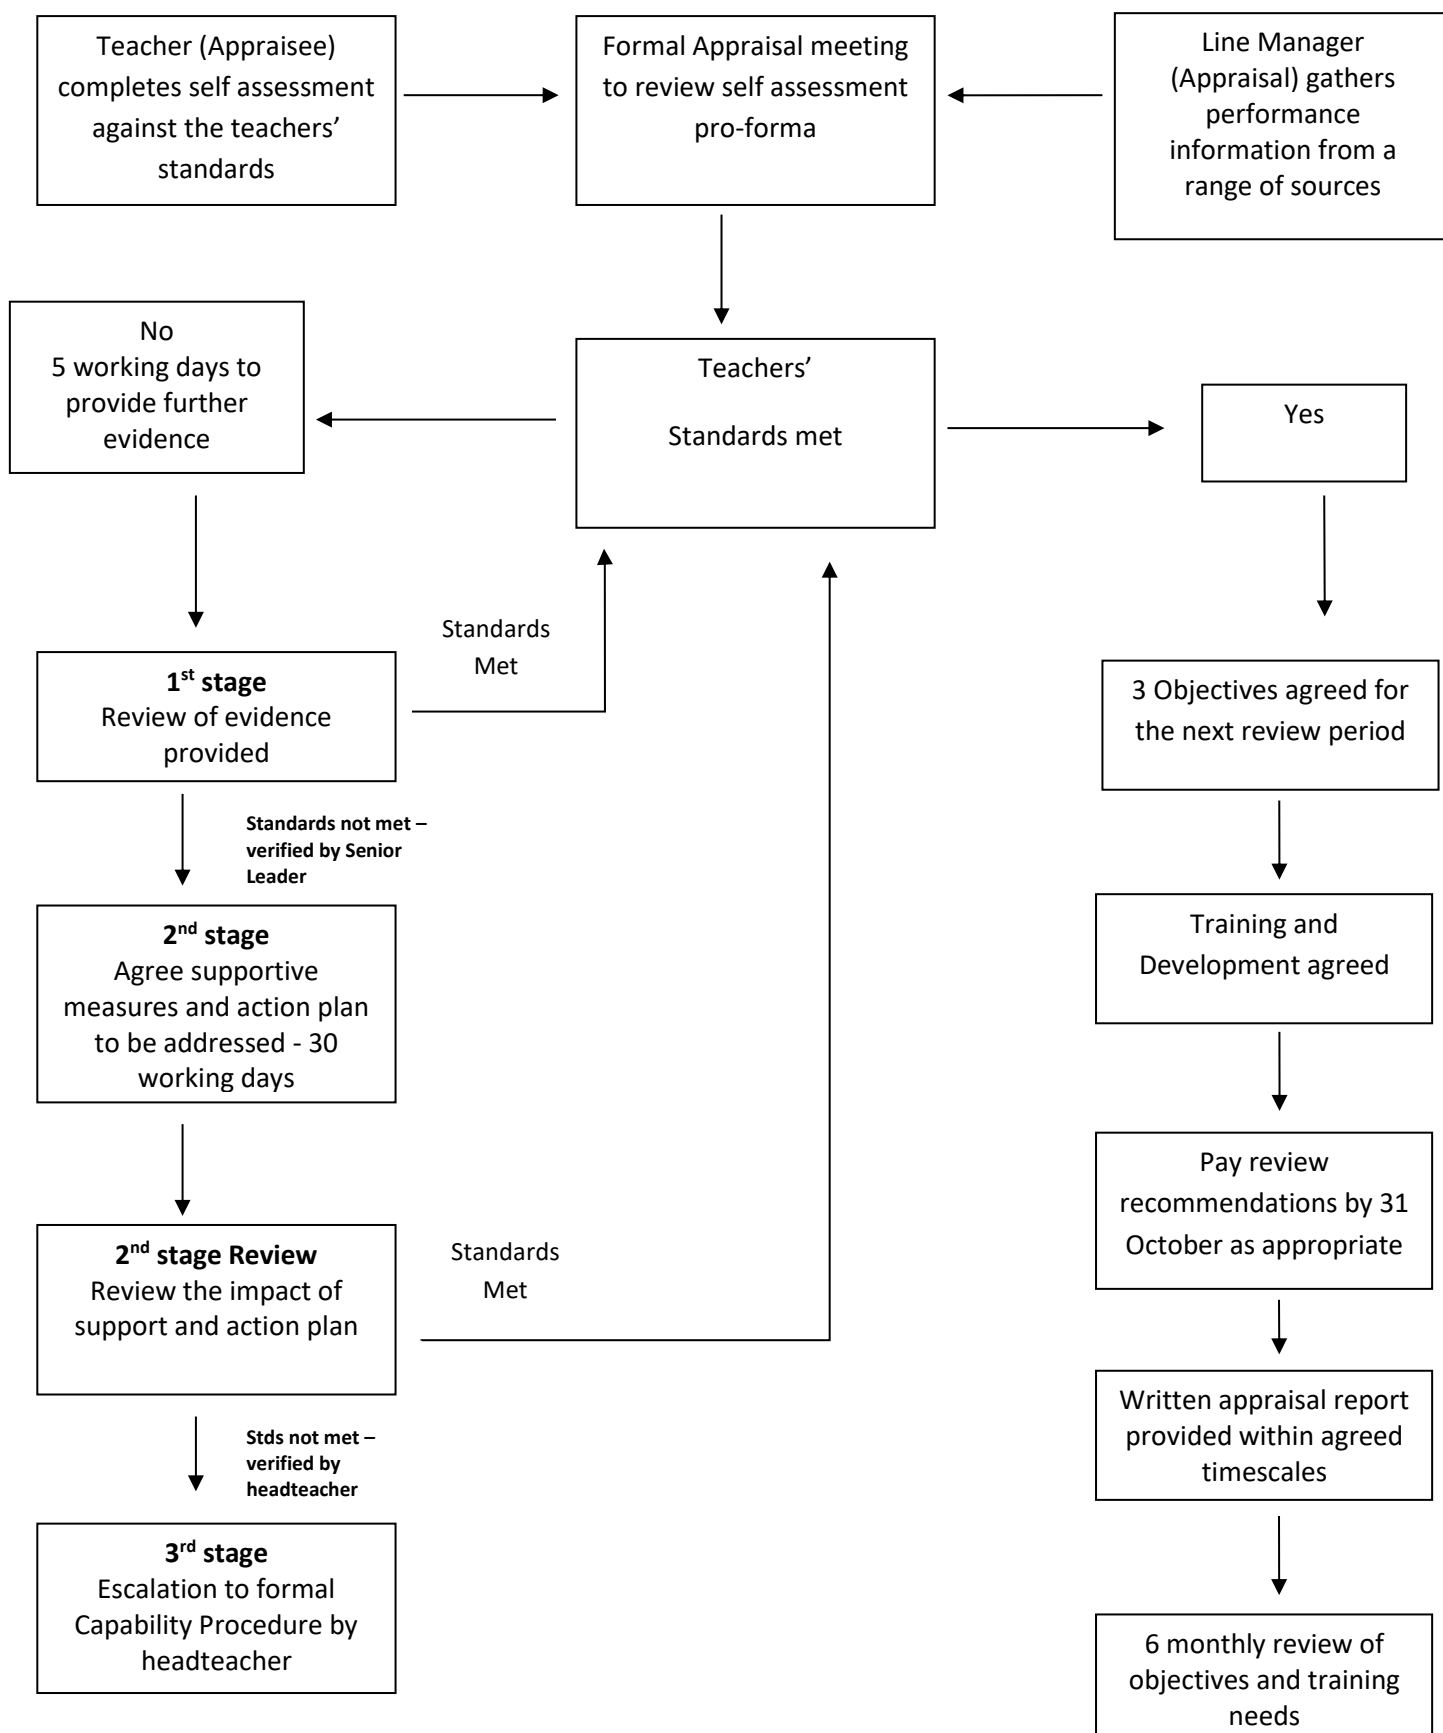 Teacher (Appraisee)
completes self assessment
against the teachers’
standards
Formal Appraisal meeting
to review self assessment
pro-forma
Line Manager
(Appraisal) gathers
performance
information from a
range of sources
No
5 working days to
provide further
evidence
Teachers’
Standards met
Yes
Standards
Met
1st stage
Review of evidence
provided
3 Objectives agreed for
the next review period
Standards not met –
verified by Senior
Leader
2nd stage
Agree supportive
measures and action plan
to be addressed - 30
working days
Training and
Development agreed
Pay review
recommendations by 31
October as appropriate
2nd stage Review
Review the impact of
support and action plan
Standards
Met
Written appraisal report
provided within agreed
timescales
Stds not met –
verified by
headteacher
3rd stage
Escalation to formal
Capability Procedure by
headteacher
6 monthly review of
objectives and training
needs